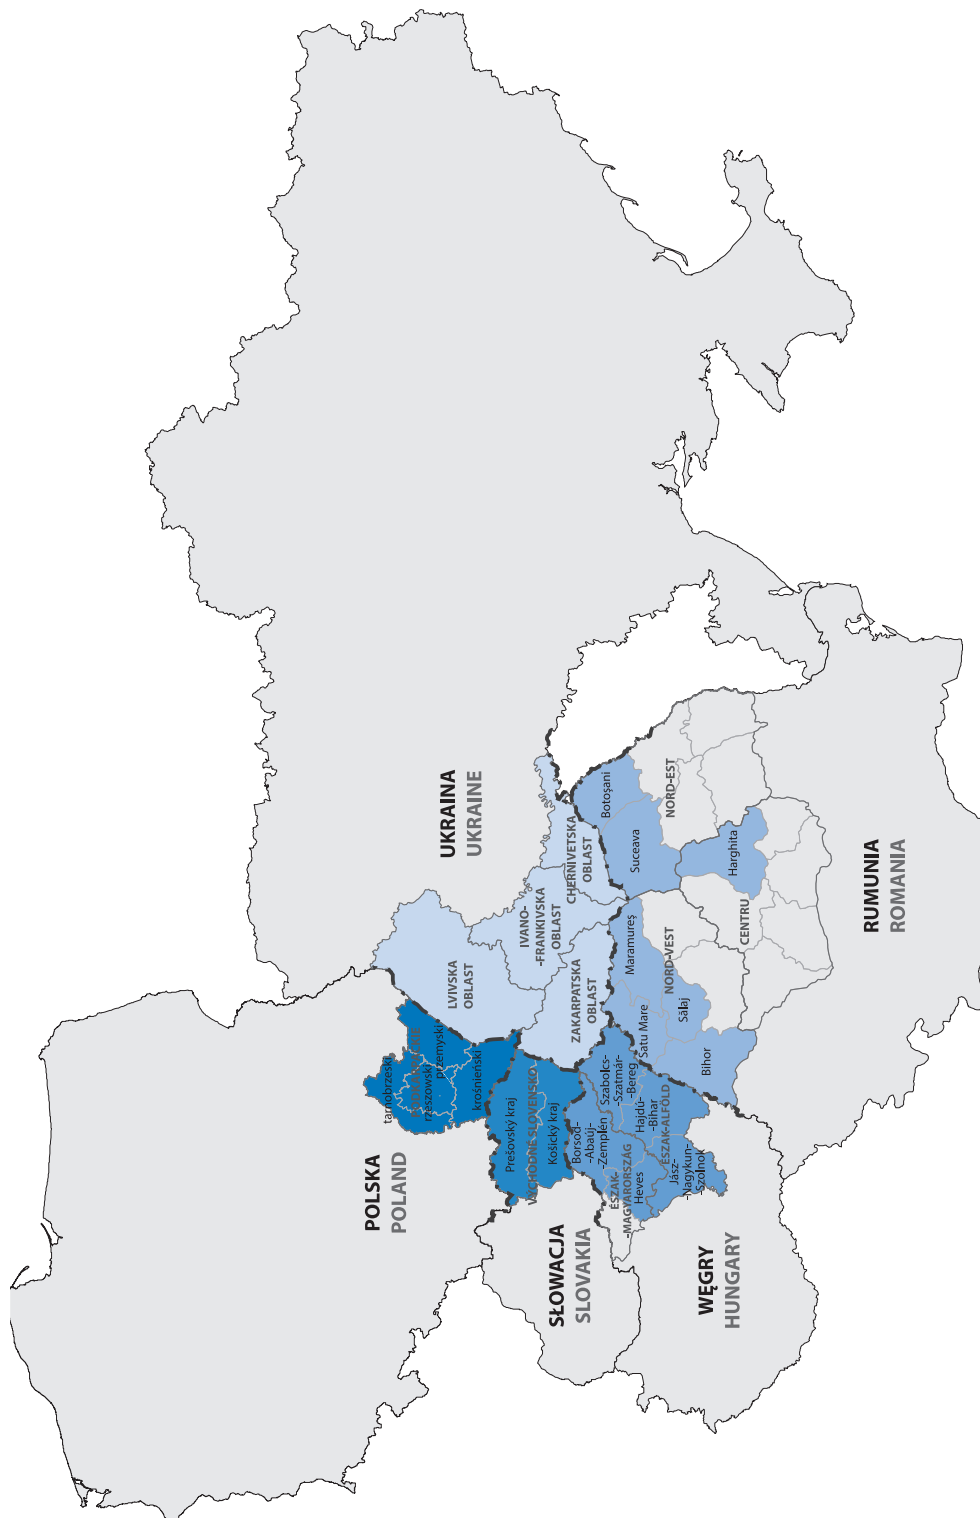 POLSKA
POLAND
tarnobrzeski
PODKARPACKIE
rzeszowski
przemyski
krośnieński
UKRAINA
UKRAINE
LVIVSKA
OBLAST
IVANO-
-FRANKIVSKA
OBLAST
CHERNIVETSKA
OBLAST
ZAKARPATSKA
OBLAST
SŁOWACJA
SLOVAKIA
Prešovský kraj
VÝCHODNÉ SLOVENSKO
Košický kraj
WĘGRY
HUNGARY
Borsod-
-Abaúj-
-Zemplén
ÉSZAK-
-MAGYARORSZÁG
Heves
Szabolcs-
-Szatmár-
-Bereg
Hajdú-
-Bihar
ÉSZAK-ALFÖLD
Jász-
-Nagykun-
-Szolnok
RUMUNIA
ROMANIA
Maramureş
Satu Mare
NORD-VEST
Sălaj
Bihor
Botoşani
Suceava
NORD-EST
Harghita
CENTRU